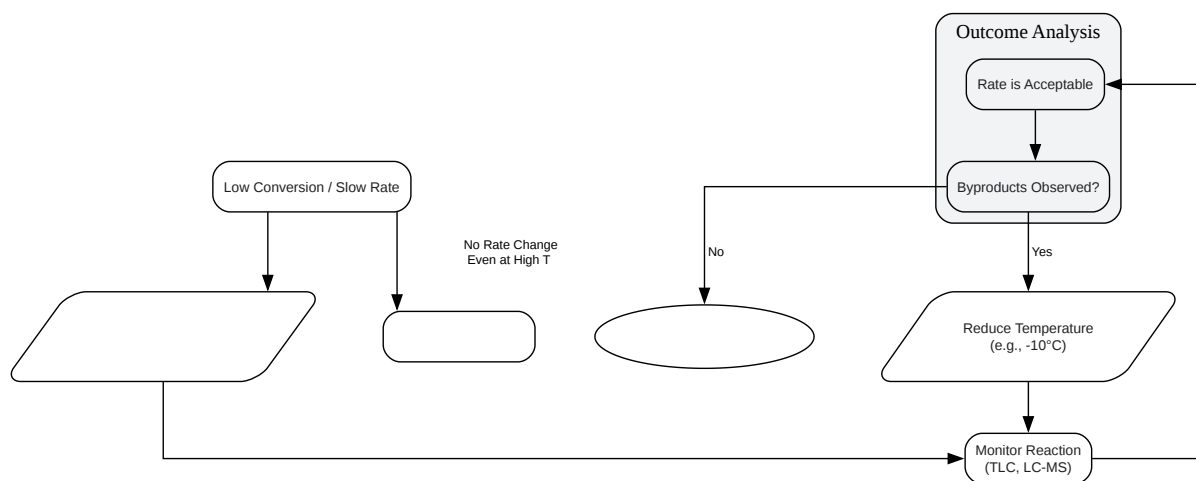 Outcome Analysis
Rate is Acceptable
Low Conversion / Slow Rate
Byproducts Observed?
No Rate Change
Even at High T
No
Yes
Reduce Temperature
(e.g., -10°C)
Monitor Reaction
(TLC, LC-MS)